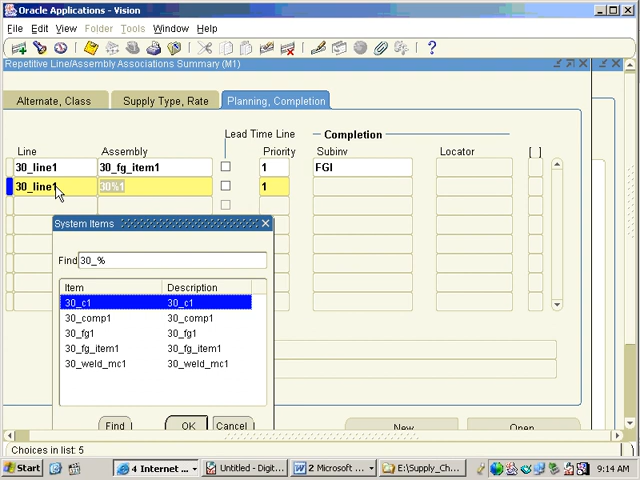 Oracle Applications - Vision
File Edit View Folder Tools Window Help
Repetitive Line/Assembly Associations Summary (M1)
Alternate, Class
Supply Type, Rate
Planning, Completion
Lead Time Line
Completion
Line
Assembly
Priority
Subinv
Locator
[ ]
30_line1
30_fg_item1
1
FGI
30_line1
30%1
1
System Items
Find 30_%
Item Description
30_c1 30_c1
30_comp1 30_comp1
30_fg1 30_fg1
30_fg_item1 30_fg_item1
30_weld_mc1 30_weld_mc1
Find
OK
Cancel
New
Open
Choices in list: 5
Start
4 Internet ...
Untitled - Digit...
2 Microsoft ...
E:\Supply_Ch...
9:14 AM